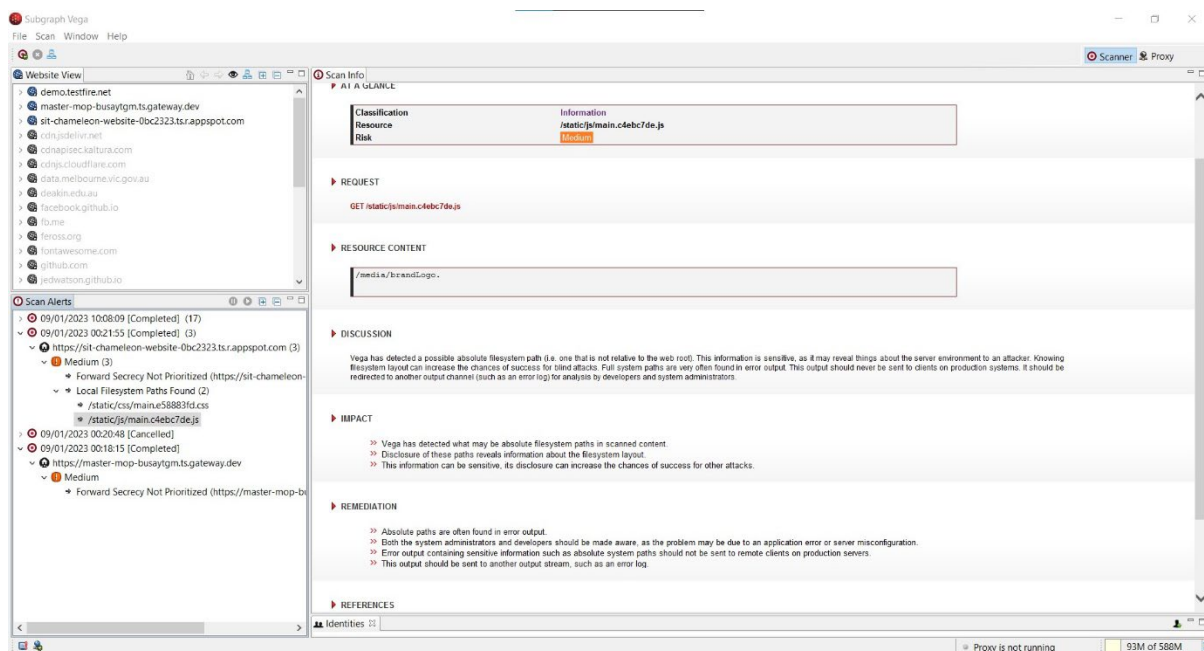 Subgraph Vega
File Scan Window Help
Scanner Proxy
Website View
demo.testfire.net
master-mop-busaytgm.ts.gateway.dev
sit-chameleon-website-0bc2323.ts.r.appspot.com
cdn.jsdelivr.net
cdnapisec.kaltura.com
cdnjs.cloudflare.com
data.melbourne.vic.gov.au
deakin.edu.au
facebook.github.io
fb.me
feross.org
fontawesome.com
github.com
jedwatson.github.io
Scan Alerts
09/01/2023 10:08:09 [Completed] (17)
09/01/2023 00:21:55 [Completed] (3)
https://sit-chameleon-website-0bc2323.ts.r.appspot.com (3)
Medium (3)
Forward Secrecy Not Prioritized (https://sit-chameleon-
Local Filesystem Paths Found (2)
/static/css/main.e58883fd.css
/static/js/main.c4ebc7de.js
09/01/2023 00:20:48 [Cancelled]
09/01/2023 00:18:15 [Completed]
https://master-mop-busaytgm.ts.gateway.dev
Medium
Forward Secrecy Not Prioritized (https://master-mop-bu
Scan Info
AT A GLANCE
Classification Information
Resource /static/js/main.c4ebc7de.js
Risk Medium
REQUEST
GET /static/js/main.c4ebc7de.js
RESOURCE CONTENT
/media/brandLogo.
DISCUSSION
Vega has detected a possible absolute filesystem path (i.e. one that is not relative to the web root). This information is sensitive, as it may reveal things about the server environment to an attacker. Knowing
filesystem layout can increase the chances of success for blind attacks. Full system paths are very often found in error output. This output should never be sent to clients on production systems. It should be
redirected to another output channel (such as an error log) for analysis by developers and system administrators.
IMPACT
>> Vega has detected what may be absolute filesystem paths in scanned content.
>> Disclosure of these paths reveals information about the filesystem layout.
>> This information can be sensitive, its disclosure can increase the chances of success for other attacks.
REMEDIATION
>> Absolute paths are often found in error output.
>> Both the system administrators and developers should be made aware, as the problem may be due to an application error or server misconfiguration.
>> Error output containing sensitive information such as absolute system paths should not be sent to remote clients on production servers.
>> This output should be sent to another output stream, such as an error log.
REFERENCES
Identities
Proxy is not running 93M of 588M